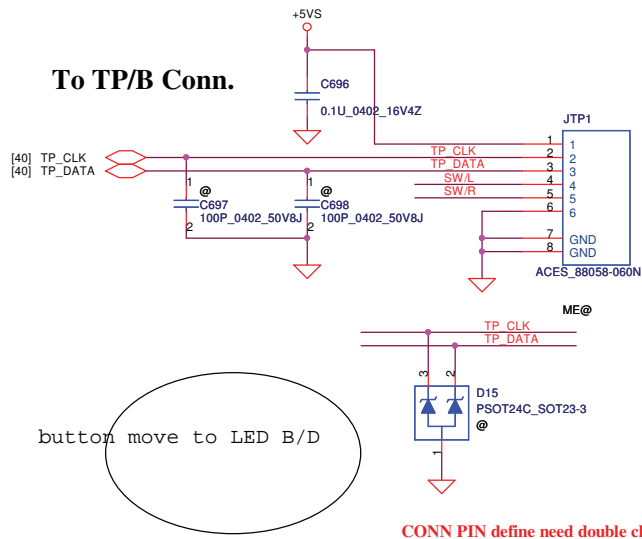 +5VS
To TP/B Conn.
C696
0.1U_0402_16V4Z
JTP1
[40] TP_CLK
[40] TP_DATA
TP_CLK
TP_DATA
SW/L
SW/R
1
2
3
4
5
6
7
8
1
2
3
4
5
6
GND
GND
ACES_88058-060N
1
@
C697
100P_0402_50V8J
2
1
@
C698
100P_0402_50V8J
2
ME@
TP_CLK
TP_DATA
3
2
D15
PSOT24C_SOT23-3
@
1
button move to LED B/D
CONN PIN define need double cl